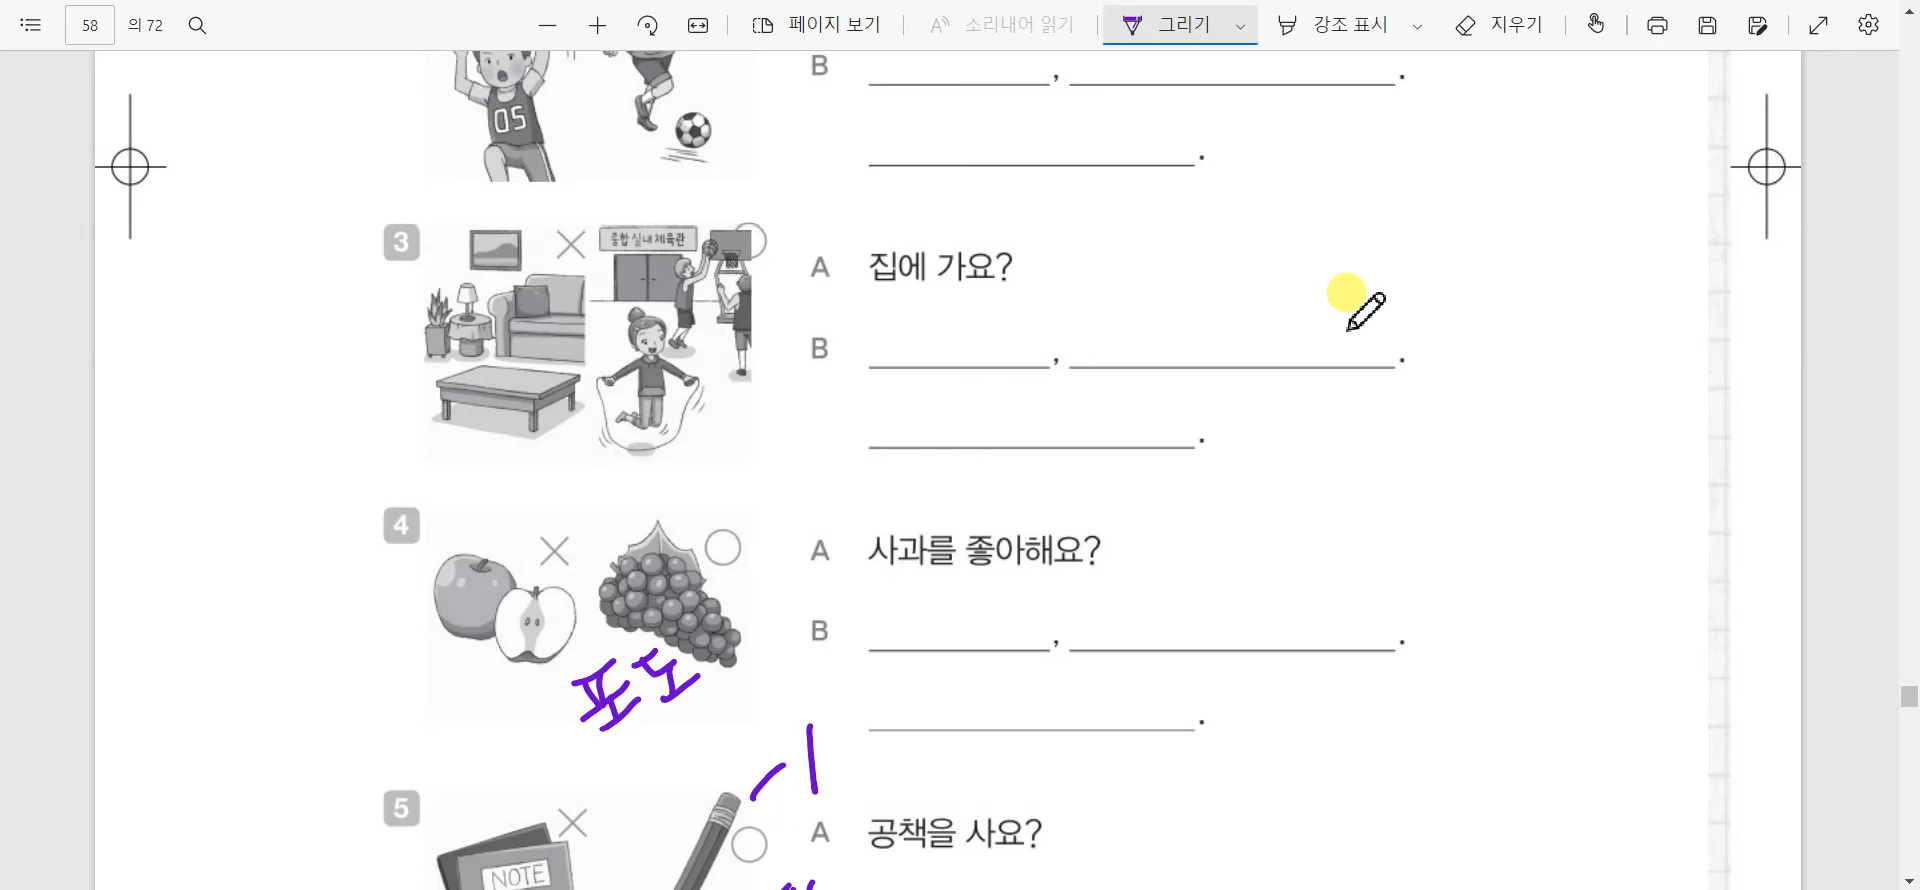 58 의 72 페이지 보기 소리내어 읽기 그리기 강조 표시 지우기
05
B , .
.
3
종합 실내체육관
A 집에 가요?
B , .
.
4
A 사과를 좋아해요?
B , .
포도
.
5
A 공책을 사요?
NOTE